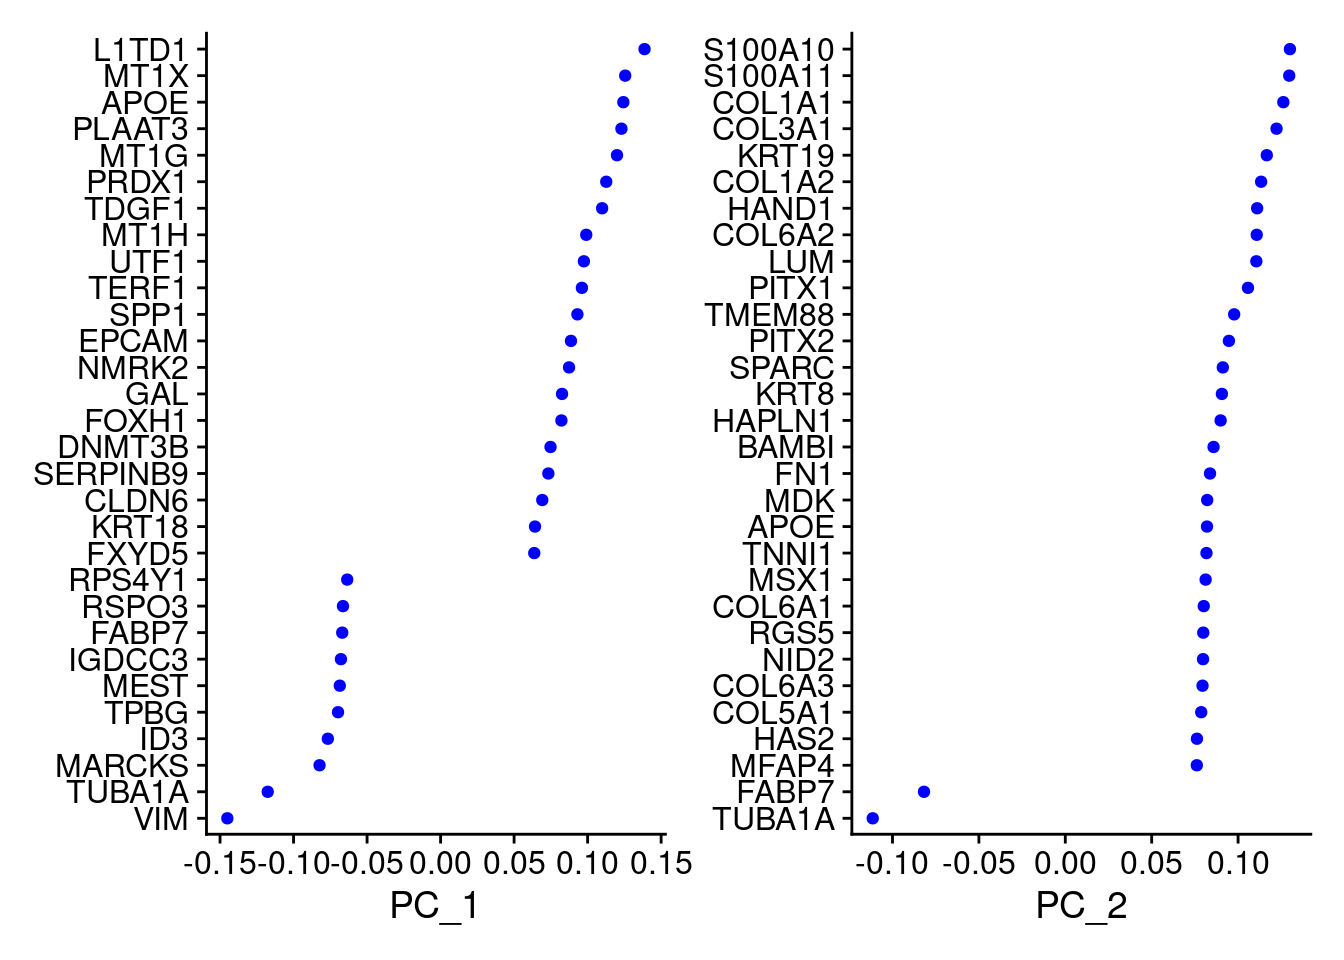 L1TD1
MT1X
APOE
PLAAT3
MT1G
PRDX1
TDGF1
MT1H
UTF1
TERF1
SPP1
EPCAM
NMRK2
GAL
FOXH1
DNMT3B
SERPINB9
CLDN6
KRT18
FXYD5
RPS4Y1
RSPO3
FABP7
IGDCC3
MEST
TPBG
ID3
MARCKS
TUBA1A
VIM
-0.15 -0.10 -0.05 0.00 0.05 0.10 0.15
PC_1
S100A10
S100A11
COL1A1
COL3A1
KRT19
COL1A2
HAND1
COL6A2
LUM
PITX1
TMEM88
PITX2
SPARC
KRT8
HAPLN1
BAMBI
FN1
MDK
APOE
TNNI1
MSX1
COL6A1
RGS5
NID2
COL6A3
COL5A1
HAS2
MFAP4
FABP7
TUBA1A
-0.10 -0.05 0.00 0.05 0.10
PC_2